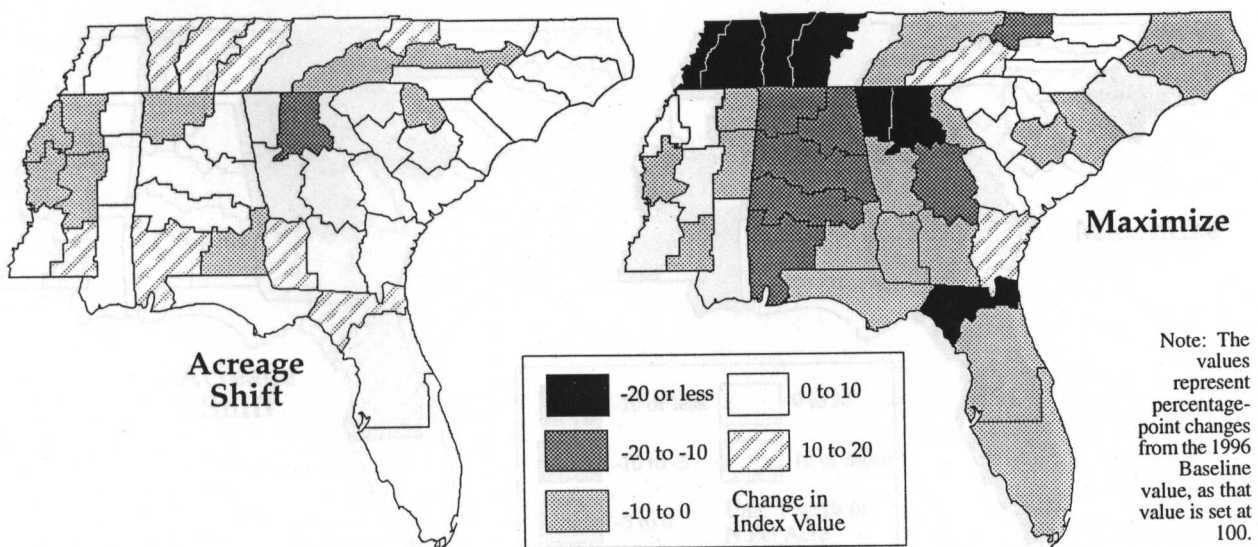 Acreage
Shift
Maximize
-20 or less
0 to 10
-20 to -10
10 to 20
-10 to 0
Change in
Index Value
Note: The
values
represent
percentage-
point changes
from the 1996
Baseline
value, as that
value is set at
100.